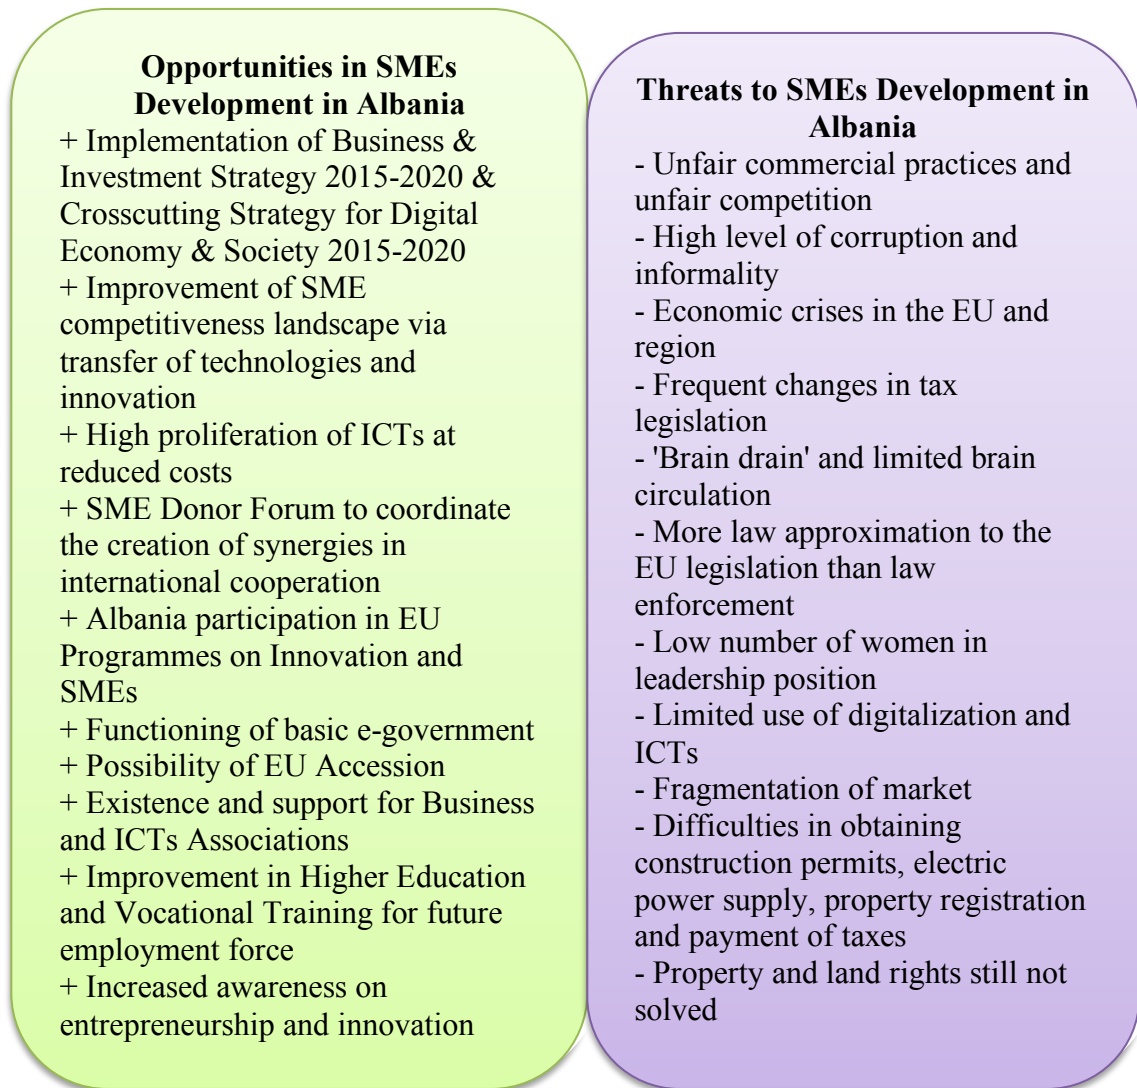 Opportunities in SMEs
Development in Albania
+ Implementation of Business &
Investment Strategy 2015-2020 &
Crosscutting Strategy for Digital
Economy & Society 2015-2020
+ Improvement of SME
competitiveness landscape via
transfer of technologies and
innovation
+ High proliferation of ICTs at
reduced costs
+ SME Donor Forum to coordinate
the creation of synergies in
international cooperation
+ Albania participation in EU
Programmes on Innovation and
SMEs
+ Functioning of basic e-government
+ Possibility of EU Accession
+ Existence and support for Business
and ICTs Associations
+ Improvement in Higher Education
and Vocational Training for future
employment force
+ Increased awareness on
entrepreneurship and innovation
Threats to SMEs Development in
Albania
- Unfair commercial practices and
unfair competition
- High level of corruption and
informality
- Economic crises in the EU and
region
- Frequent changes in tax
legislation
- 'Brain drain' and limited brain
circulation
- More law approximation to the
EU legislation than law
enforcement
- Low number of women in
leadership position
- Limited use of digitalization and
ICTs
- Fragmentation of market
- Difficulties in obtaining
construction permits, electric
power supply, property registration
and payment of taxes
- Property and land rights still not
solved